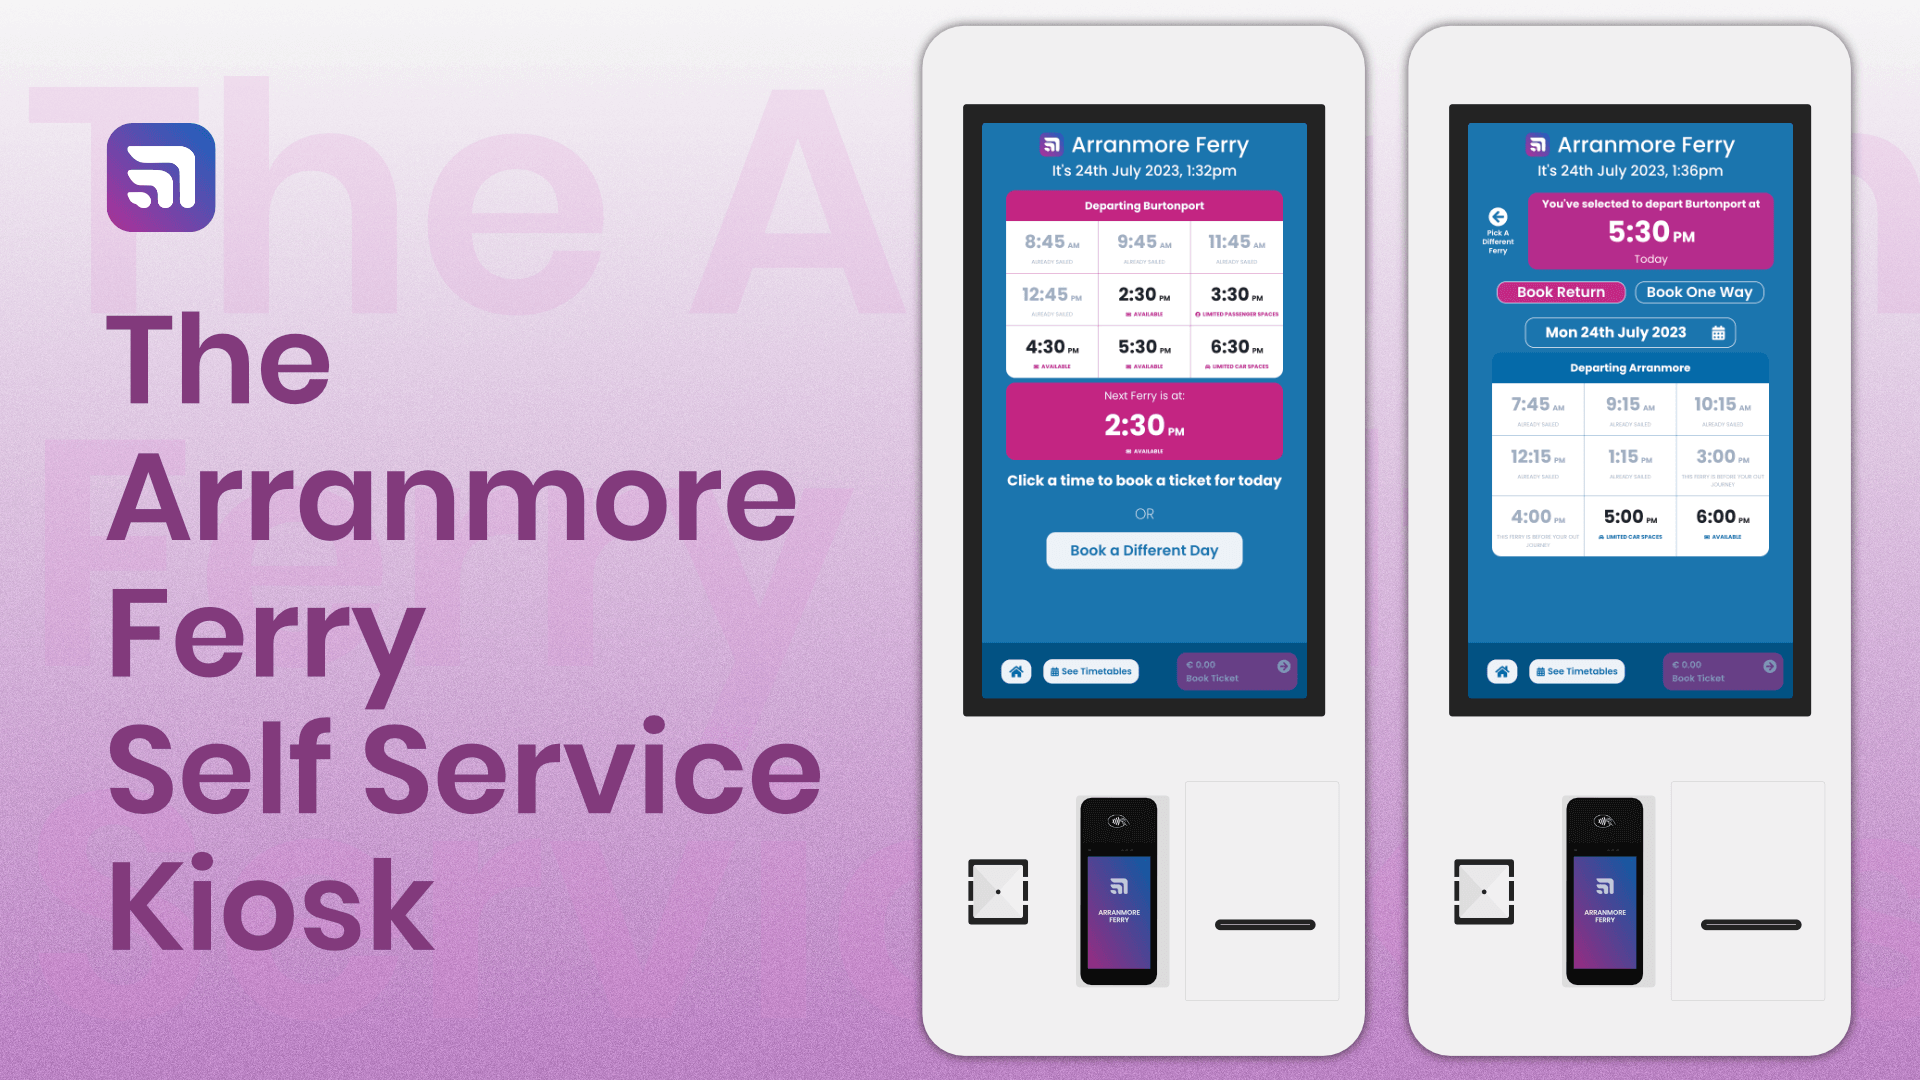 The
Arranmore
Ferry
Self Service
Kiosk
Arranmore Ferry
It's 24th July 2023, 1:32pm
Departing Burtonport
8:45 AM 9:45 AM 11:45 AM
ALREADY SAILED ALREADY SAILED ALREADY SAILED
12:45 PM 2:30 PM 3:30 PM
ALREADY SAILED AVAILABLE LIMITED PASSENGER SPACES
4:30 PM 5:30 PM 6:30 PM
AVAILABLE AVAILABLE LIMITED CAR SPACES
Next Ferry is at:
2:30 PM
AVAILABLE
Click a time to book a ticket for today
OR
Book a Different Day
See Timetables
€ 0.00
Book Ticket
ARRANMORE
FERRY
Arranmore Ferry
It's 24th July 2023, 1:36pm
Pick A
Different
Ferry
You've selected to depart Burtonport at
5:30 PM
Today
Book Return Book One Way
Mon 24th July 2023
Departing Arranmore
7:45 AM 9:15 AM 10:15 AM
ALREADY SAILED ALREADY SAILED ALREADY SAILED
12:15 PM 1:15 PM 3:00 PM
ALREADY SAILED ALREADY SAILED THIS FERRY IS BEFORE YOUR OUT
JOURNEY
4:00 PM 5:00 PM 6:00 PM
THIS FERRY IS BEFORE YOUR OUT LIMITED CAR SPACES AVAILABLE
JOURNEY
See Timetables
€ 0.00
Book Ticket
ARRANMORE
FERRY